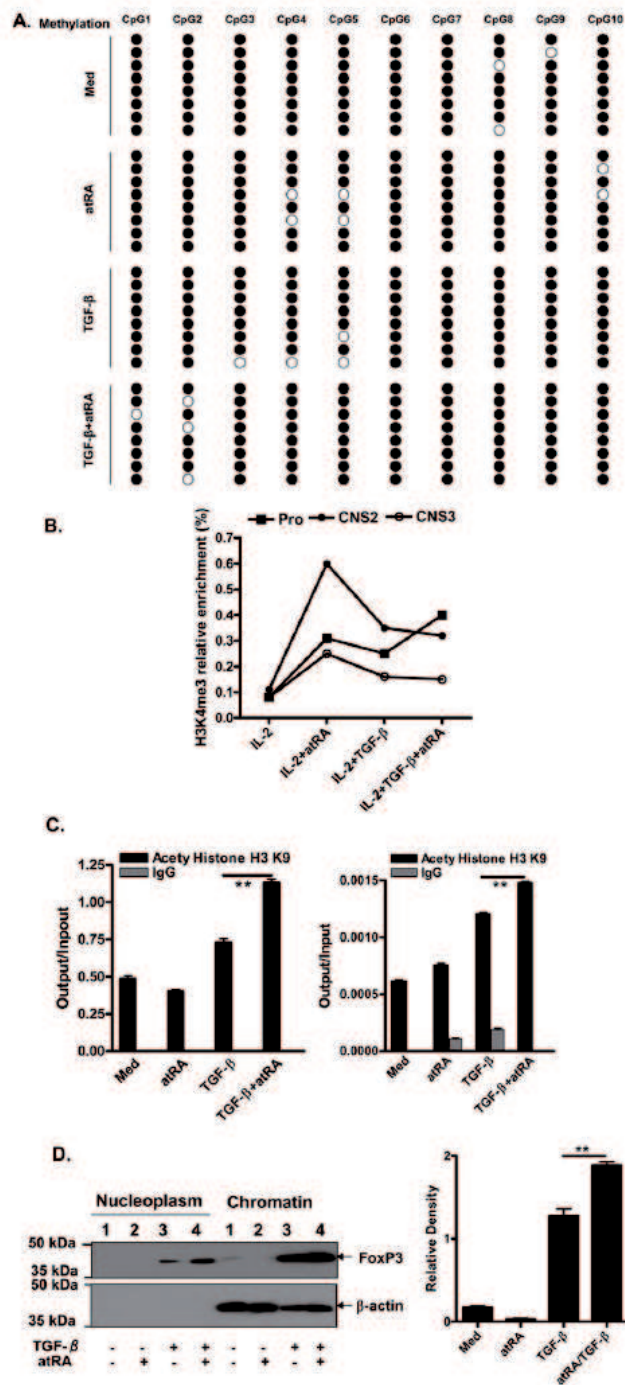 A. Methylation CpG1 CpG2 CpG3 CpG4 CpG5 CpG6 CpG7 CpG8 CpG9 CpG10
Med
atRA
TGF-β
TGF-β+atRA
B.
Pro CNS2 CNS3
H3K4me3 relative enrichment (%)
0.7
0.6
0.5
0.4
0.3
0.2
0.1
0.0
IL-2 IL-2+atRA IL-2+TGF-β IL-2+TGF-β+atRA
C.
Acety Histone H3 K9
IgG
**
Output/Inpout
1.25
1.00
0.75
0.50
0.25
0.00
Med atRA TGF-β TGF-β+atRA
Acety Histone H3 K9
IgG
**
Output/Input
0.0015
0.0010
0.0005
0.0000
Med atRA TGF-β TGF-β+atRA
D.
Nucleoplasm Chromatin
1 2 3 4 1 2 3 4
50 kDa
35 kDa
FoxP3
50 kDa
35 kDa
β-actin
TGF-β - - + + - - + +
atRA - + - + - + - +
**
Relative Density
2
1
0
Med atRA TGF-β atRA/TGF-β